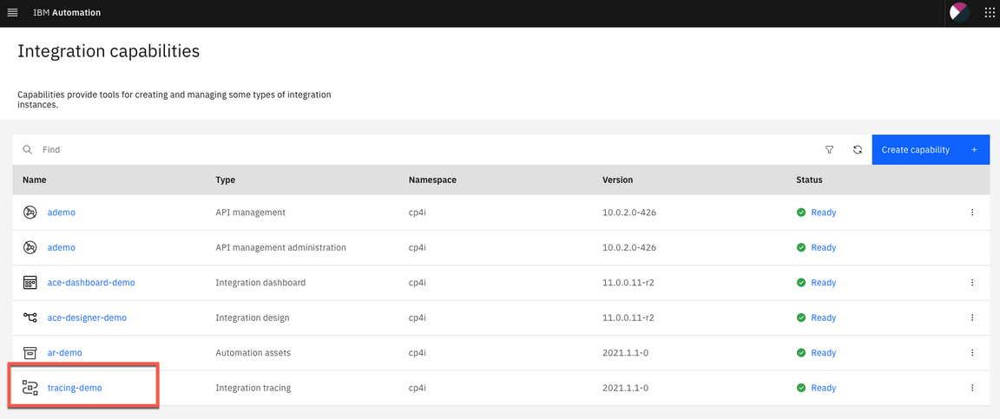 IBM Automation
Integration capabilities
Capabilities provide tools for creating and managing some types of integration
instances.
Find
Create capability +
Name Type Namespace Version Status
ademo API management cp4i 10.0.2.0-426 Ready
ademo API management administration cp4i 10.0.2.0-426 Ready
ace-dashboard-demo Integration dashboard cp4i 11.0.0.11-r2 Ready
ace-designer-demo Integration design cp4i 11.0.0.11-r2 Ready
ar-demo Automation assets cp4i 2021.1.1-0 Ready
tracing-demo Integration tracing cp4i 2021.1.1-0 Ready